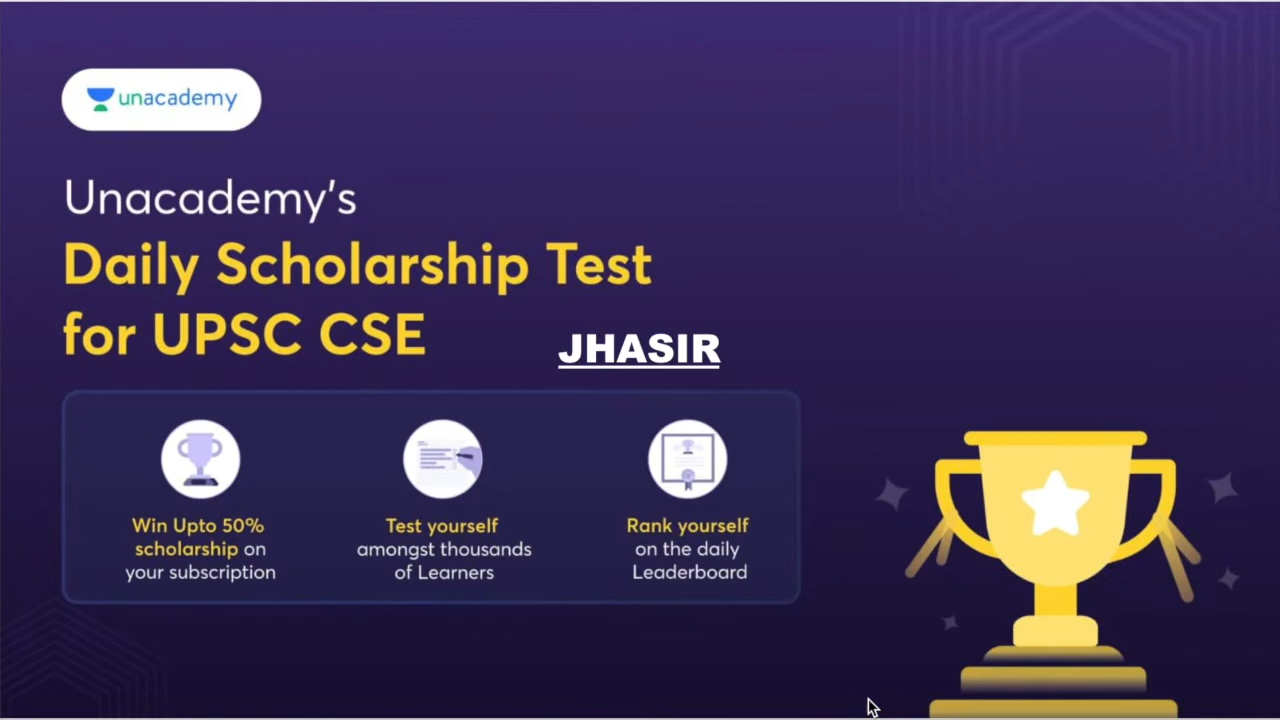 unacademy
Unacademy's
Daily Scholarship Test
for UPSC CSE
JHASIR
Win Upto 50%
scholarship on
your subscription
Test yourself
amongst thousands
of Learners
Rank yourself
on the daily
Leaderboard